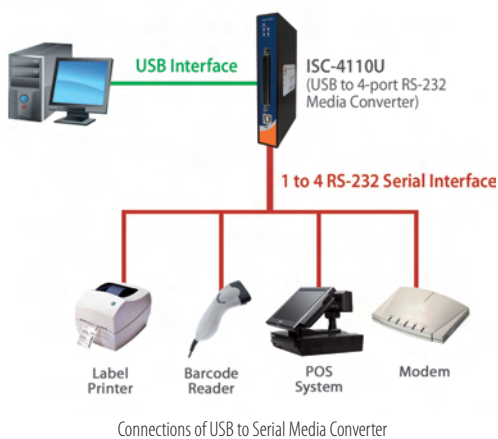 USB Interface
ISC-4110U
(USB to 4-port RS-232
Media Converter)
1 to 4 RS-232 Serial Interface
Label
Printer
Barcode
Reader
POS
System
Modem
Connections of USB to Serial Media Converter